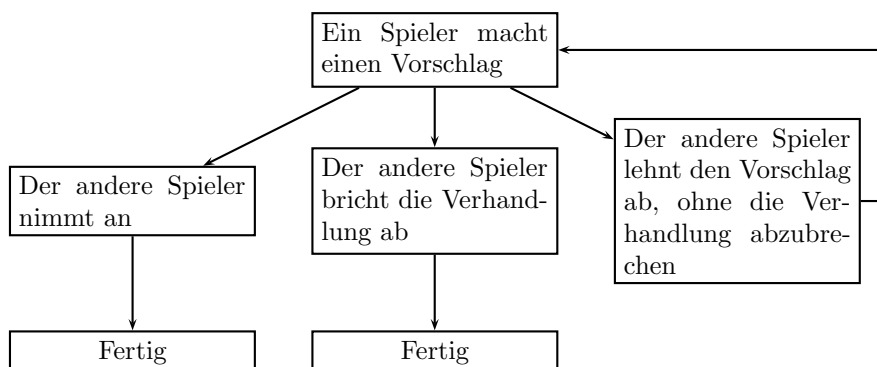 Ein Spieler macht
einen Vorschlag
Der andere Spieler
nimmt an
Der andere Spieler
bricht die Verhand-
lung ab
Der andere Spieler
lehnt den Vorschlag
ab, ohne die Ver-
handlung abzubre-
chen
Fertig
Fertig